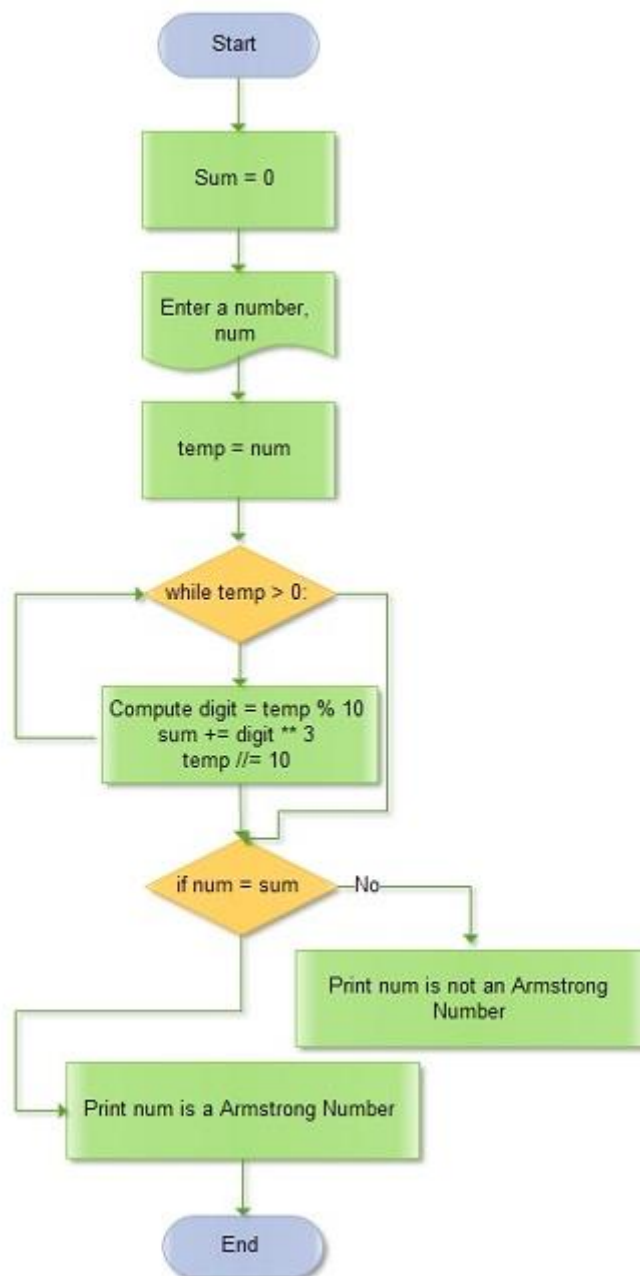 Start
Sum = 0
Enter a number,
num
temp = num
while temp > 0:
Compute digit = temp % 10
sum += digit ** 3
temp //= 10
if num = sum
No
Print num is not an Armstrong
Number
Print num is a Armstrong Number
End